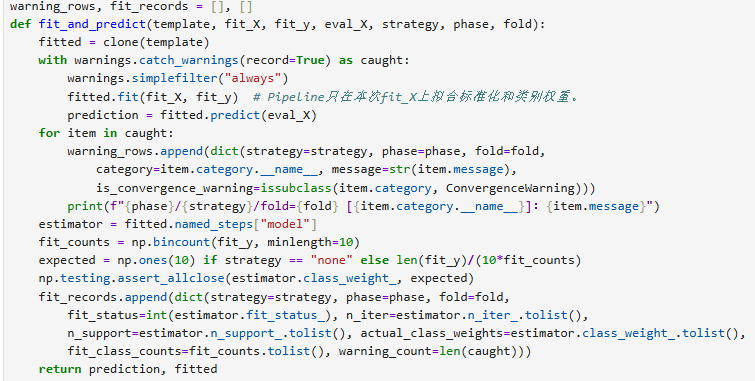 warning_rows, fit_records = [], []
def fit_and_predict(template, fit_X, fit_y, eval_X, strategy, phase, fold):
    fitted = clone(template)
    with warnings.catch_warnings(record=True) as caught:
        warnings.simplefilter("always")
        fitted.fit(fit_X, fit_y)  # Pipeline只在本次fit_X上拟合标准化和类别权重。
        prediction = fitted.predict(eval_X)
    for item in caught:
        warning_rows.append(dict(strategy=strategy, phase=phase, fold=fold,
            category=item.category.__name__, message=str(item.message),
            is_convergence_warning=issubclass(item.category, ConvergenceWarning)))
        print(f"{phase}/{strategy}/fold={fold} [{item.category.__name__}]: {item.message}")
    estimator = fitted.named_steps["model"]
    fit_counts = np.bincount(fit_y, minlength=10)
    expected = np.ones(10) if strategy == "none" else len(fit_y)/(10*fit_counts)
    np.testing.assert_allclose(estimator.class_weight_, expected)
    fit_records.append(dict(strategy=strategy, phase=phase, fold=fold,
        fit_status=int(estimator.fit_status_), n_iter=estimator.n_iter_.tolist(),
        n_support=estimator.n_support_.tolist(), actual_class_weights=estimator.class_weight_.tolist(),
        fit_class_counts=fit_counts.tolist(), warning_count=len(caught)))
    return prediction, fitted